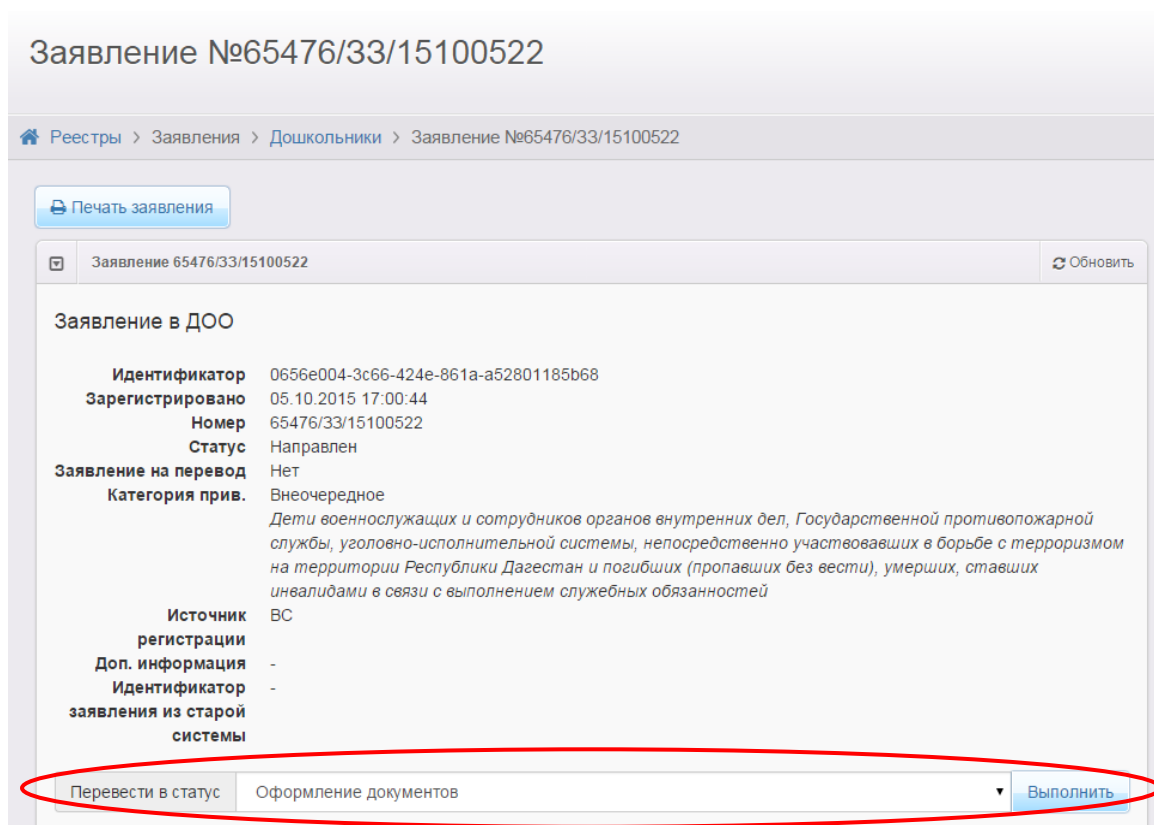 Заявление №65476/33/15100522
Реестры > Заявления > Дошкольники > Заявление №65476/33/15100522
Печать заявления
Заявление 65476/33/15100522 Обновить
Заявление в ДОО
Идентификатор 0656e004-3c66-424e-861a-a52801185b68
Зарегистрировано 05.10.2015 17:00:44
Номер 65476/33/15100522
Статус Направлен
Заявление на перевод Нет
Категория прив. Внеочередное
Дети военнослужащих и сотрудников органов внутренних дел, Государственной противопожарной
службы, уголовно-исполнительной системы, непосредственно участвовавших в борьбе с терроризмом
на территории Республики Дагестан и погибших (пропавших без вести), умерших, ставших
инвалидами в связи с выполнением служебных обязанностей
Источник ВС
регистрации
Доп. информация -
Идентификатор -
заявления из старой
системы
Перевести в статус Оформление документов Выполнить